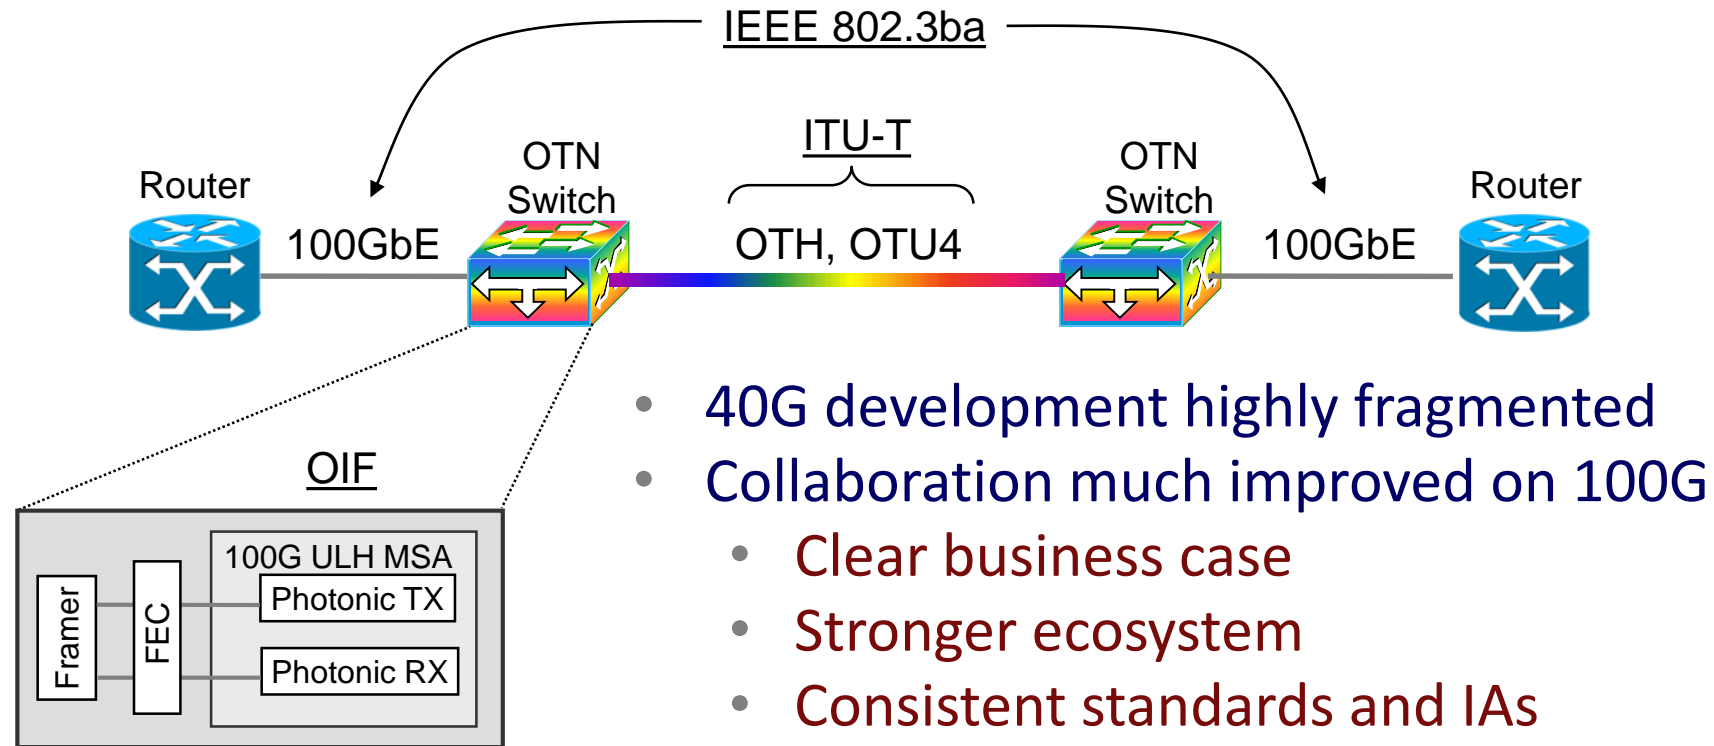 IEEE 802.3ba
ITU-T
OTN
Switch
OTN
Switch
Router
Router
100GbE
OTH, OTU4
100GbE
OIF
100G ULH MSA
Framer
FEC
Photonic TX
Photonic RX
• 40G development highly fragmented
• Collaboration much improved on 100G
• Clear business case
• Stronger ecosystem
• Consistent standards and IAs